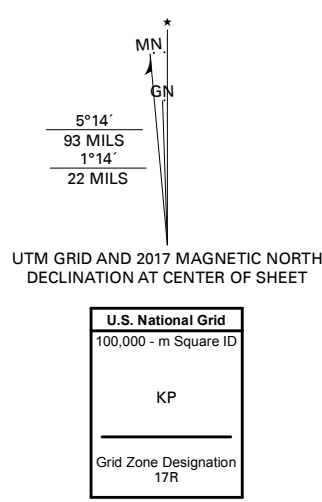 ★
MN
GN
5°14´
93 MILS
1°14´
22 MILS
UTM GRID AND 2017 MAGNETIC NORTH
DECLINATION AT CENTER OF SHEET
U.S. National Grid
100,000 - m Square ID
KP
Grid Zone Designation
17R